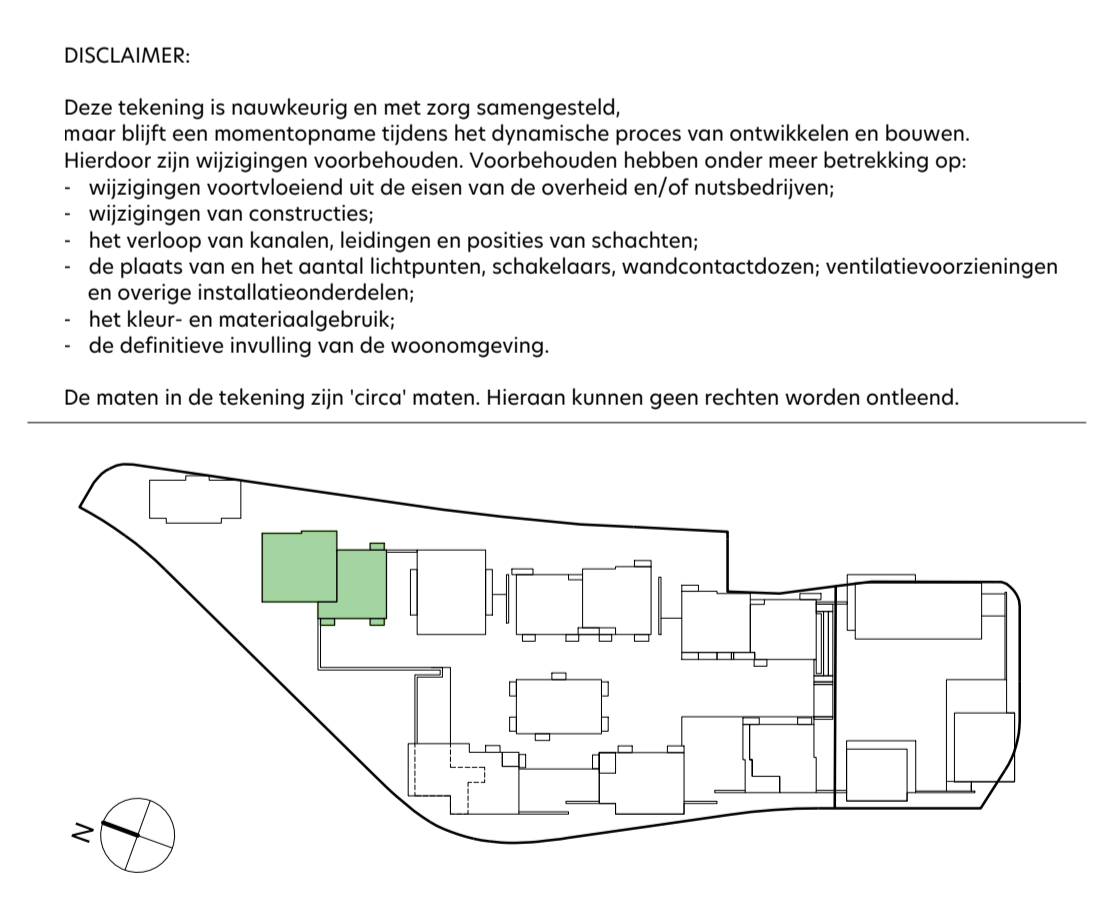 DISCLAIMER:
Deze tekening is nauwkeurig en met zorg samengesteld,
maar blijft een momentopname tijdens het dynamische proces van ontwikkelen en bouwen.
Hierdoor zijn wijzigingen voorbehouden. Voorbehouden hebben onder meer betrekking op:
- wijzigingen voortvloeiend uit de eisen van de overheid en/of nutsbedrijven;
- wijzigingen van constructies;
- het verloop van kanalen, leidingen en posities van schachten;
- de plaats van en het aantal lichtpunten, schakelaars, wandcontactdozen; ventilatievoorzieningen
en overige installatieonderdelen;
- het kleur- en materiaalgebruik;
- de definitieve invulling van de woonomgeving.
De maten in de tekening zijn 'circa' maten. Hieraan kunnen geen rechten worden ontleend.
N